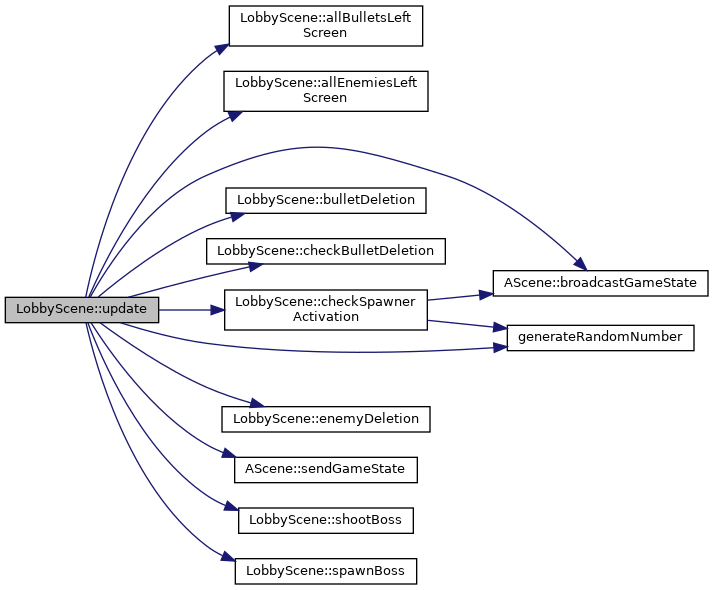 LobbyScene::allBulletsLeft
Screen
LobbyScene::allEnemiesLeft
Screen
LobbyScene::bulletDeletion
LobbyScene::checkBulletDeletion
AScene::broadcastGameState
LobbyScene::update
LobbyScene::checkSpawner
Activation
generateRandomNumber
LobbyScene::enemyDeletion
AScene::sendGameState
LobbyScene::shootBoss
LobbyScene::spawnBoss